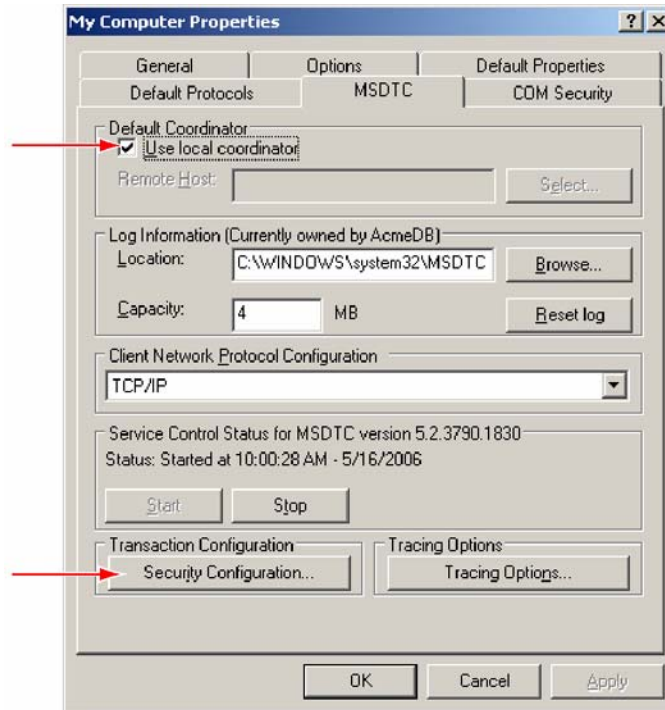 My Computer Properties
General Options Default Properties
Default Protocols MSDTC COM Security
Default Coordinator
Use local coordinator
Remote Host: Select...
Log Information (Currently owned by AcmeDB)
Location: C:\WINDOWS\system32\MSDTC Browse...
Capacity: 4 MB Reset log
Client Network Protocol Configuration
TCP/IP
Service Control Status for MSDTC version 5.2.3790.1830
Status: Started at 10:00:28 AM - 5/16/2006
Start Stop
Transaction Configuration Tracing Options
Security Configuration... Tracing Options...
OK Cancel Apply